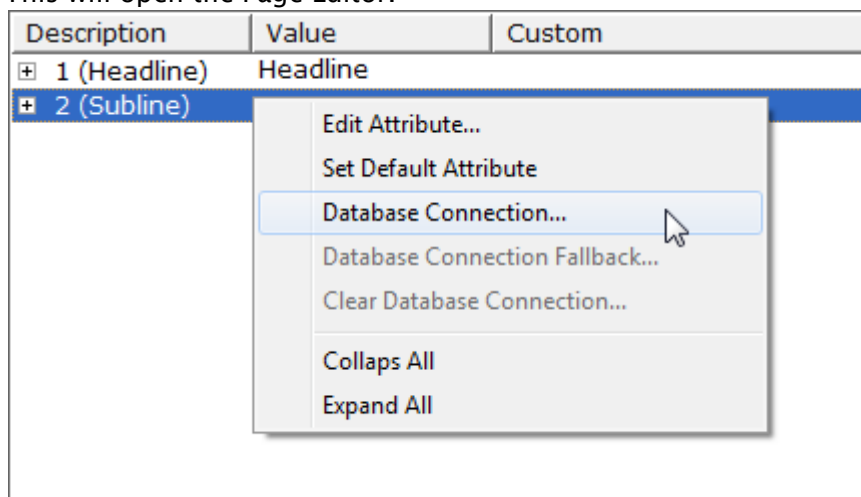 This will open the Page Editor.
Description Value Custom
1 (Headline) Headline
2 (Subline)
Edit Attribute...
Set Default Attribute
Database Connection...
Database Connection Fallback...
Clear Database Connection...
Collaps All
Expand All